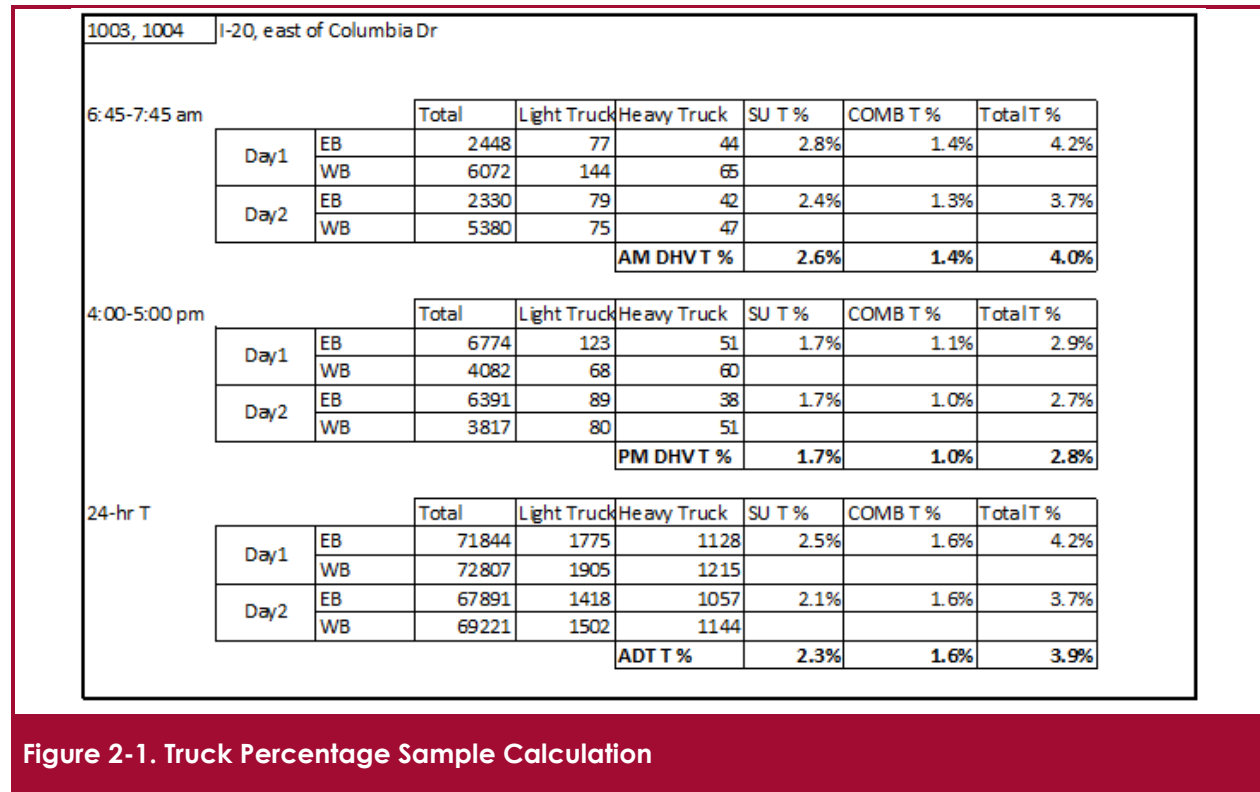 1003, 1004 I-20, east of Columbia Dr
6:45-7:45 am Total Light Truck Heavy Truck SU T % COMB T % Total T %
Day1 EB 2448 77 44 2.8% 1.4% 4.2%
WB 6072 144 65
Day2 EB 2330 79 42 2.4% 1.3% 3.7%
WB 5380 75 47
AM DHV T % 2.6% 1.4% 4.0%
4:00-5:00 pm Total Light Truck Heavy Truck SU T % COMB T % Total T %
Day1 EB 6774 123 51 1.7% 1.1% 2.9%
WB 4082 68 60
Day2 EB 6391 89 38 1.7% 1.0% 2.7%
WB 3817 80 51
PM DHV T % 1.7% 1.0% 2.8%
24-hr T Total Light Truck Heavy Truck SU T % COMB T % Total T %
Day1 EB 71844 1775 1128 2.5% 1.6% 4.2%
WB 72807 1905 1215
Day2 EB 67891 1418 1057 2.1% 1.6% 3.7%
WB 69221 1502 1144
ADT T % 2.3% 1.6% 3.9%
Figure 2-1. Truck Percentage Sample Calculation